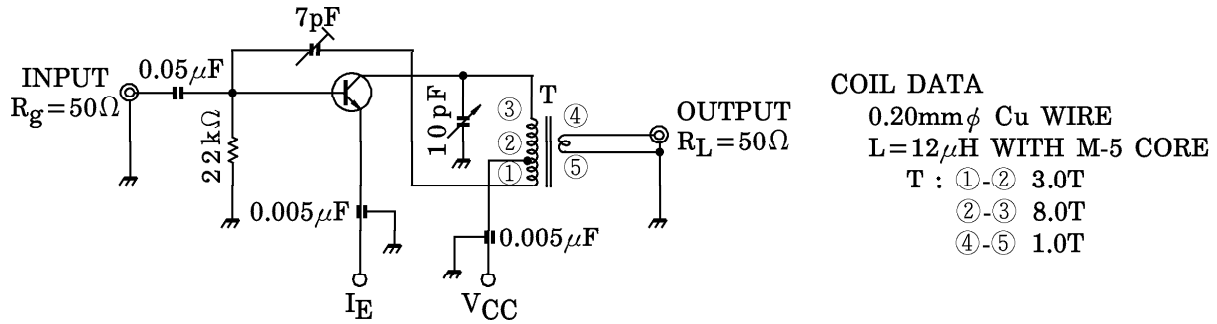 7pF
INPUT
Rg=50Ω
0.05μF
22kΩ
10pF
T
③
②
①
④
⑤
OUTPUT
RL=50Ω
0.005μF
0.005μF
IE
VCC
COIL DATA
0.20mmϕ Cu WIRE
L=12μH WITH M-5 CORE
T : ①-② 3.0T
②-③ 8.0T
④-⑤ 1.0T